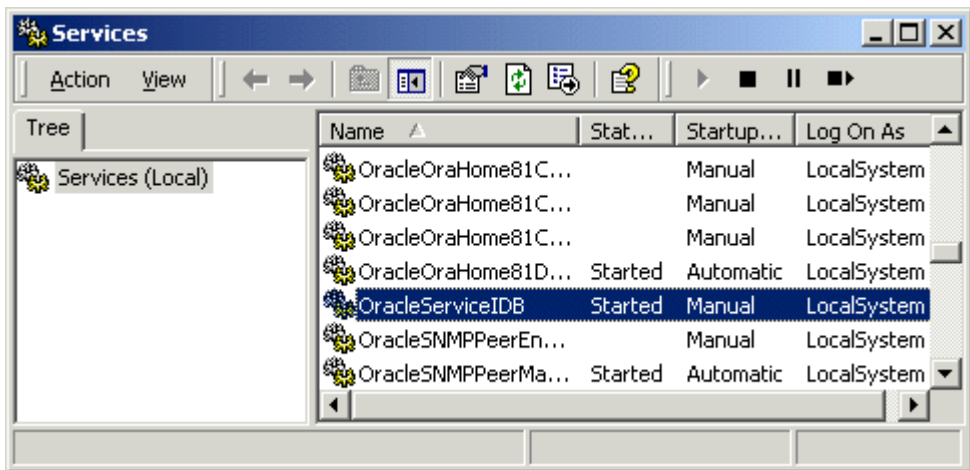 Services
Action View
Tree
Name Stat... Startup... Log On As
Services (Local)
OracleOraHome81C... Manual LocalSystem
OracleOraHome81C... Manual LocalSystem
OracleOraHome81C... Manual LocalSystem
OracleOraHome81D... Started Automatic LocalSystem
OracleServiceIDB Started Manual LocalSystem
OracleSNMPPeerEn... Manual LocalSystem
OracleSNMPPeerMa... Started Automatic LocalSystem